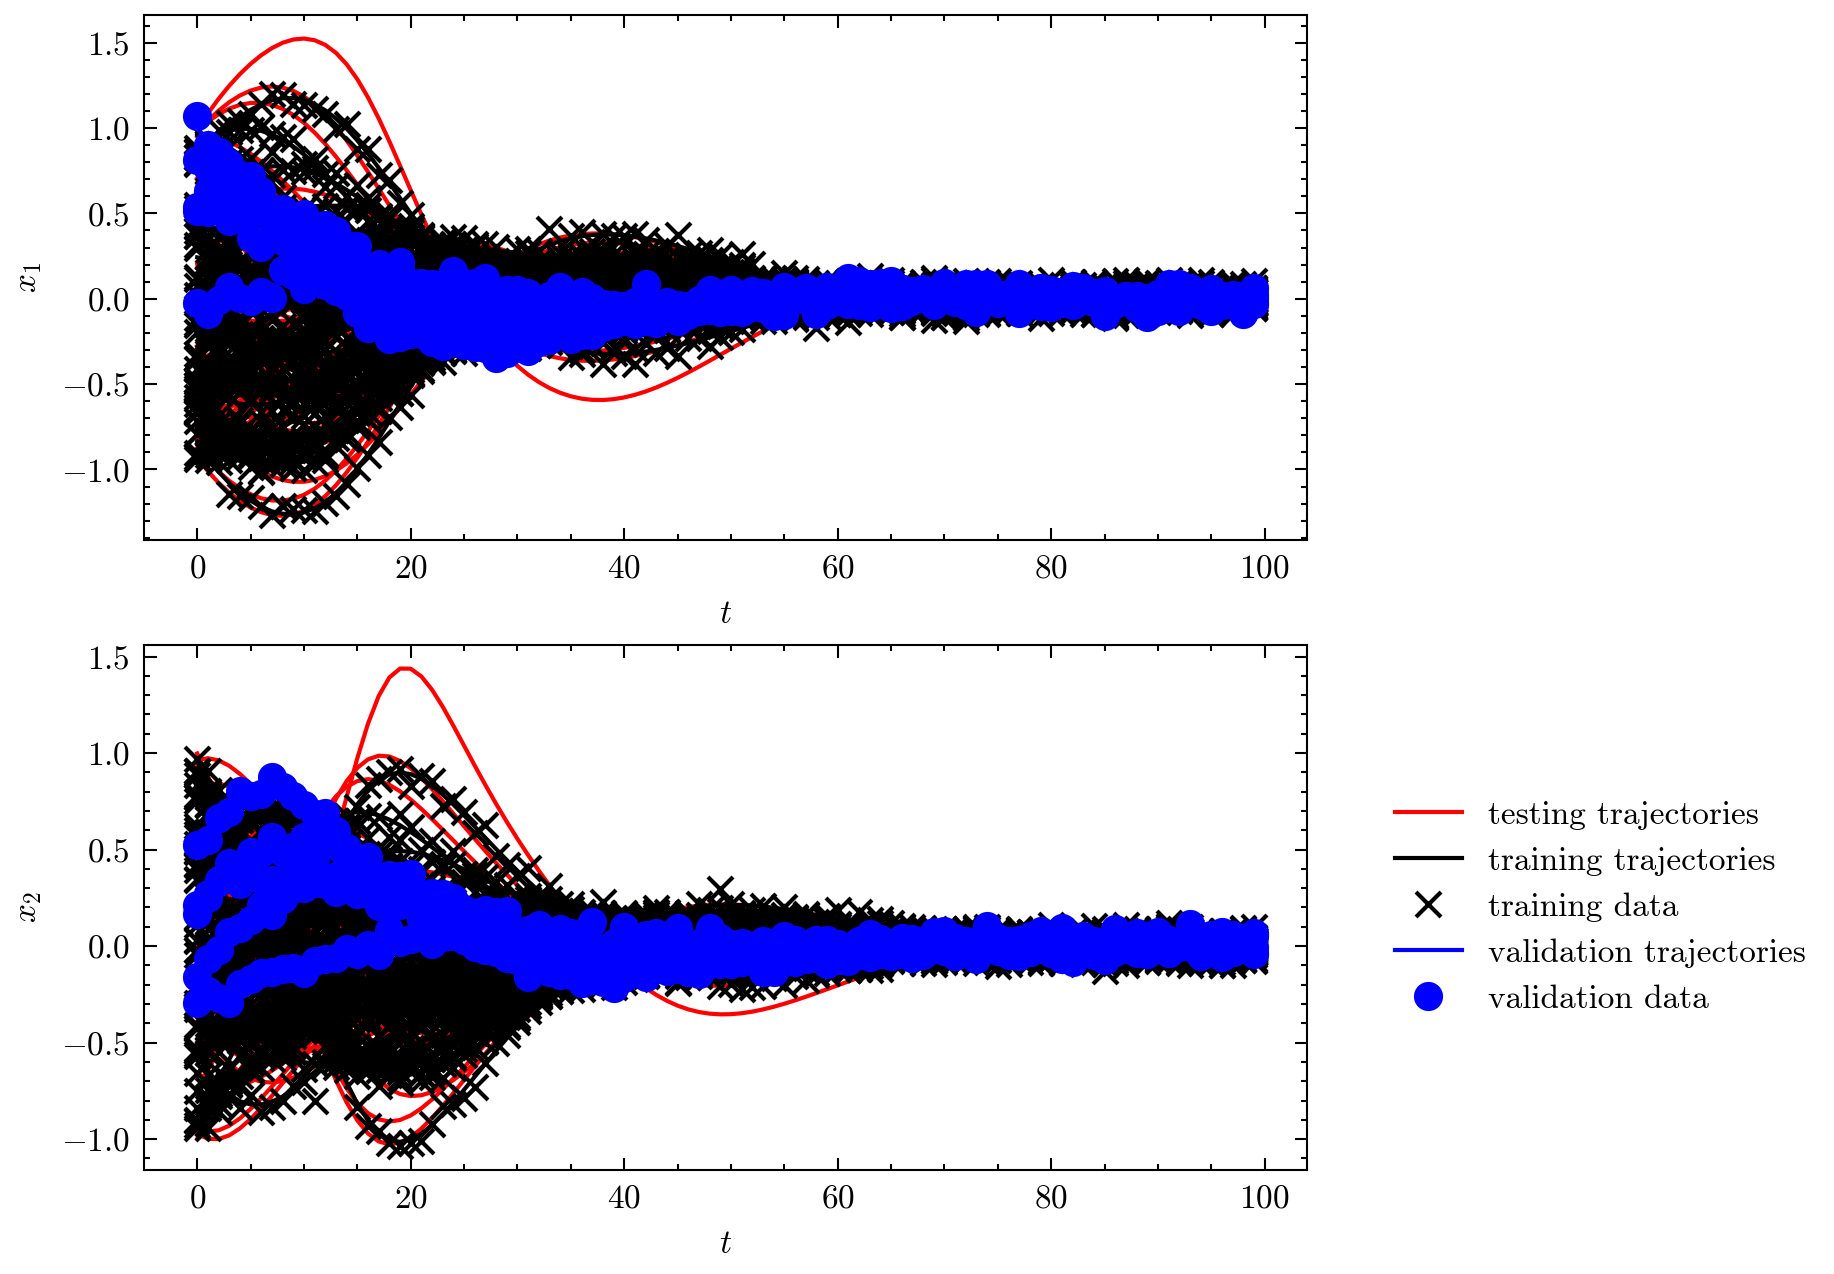 1.5
1.0
0.5
0.0
−0.5
−1.0
x1
0 20 40 60 80 100
t
1.5
1.0
0.5
0.0
−0.5
−1.0
x2
0 20 40 60 80 100
t
testing trajectories
training trajectories
training data
validation trajectories
validation data